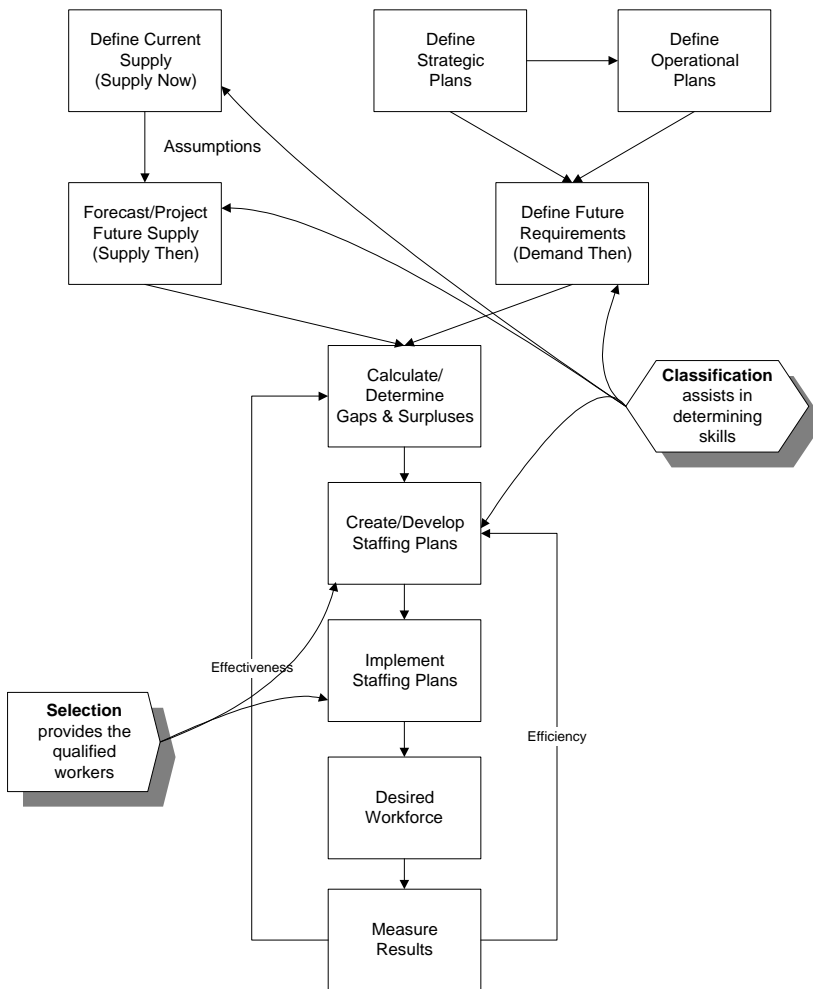 Define Current
Supply
(Supply Now)
Define
Strategic
Plans
Define
Operational
Plans
Assumptions
Forecast/Project
Future Supply
(Supply Then)
Define Future
Requirements
(Demand Then)
Calculate/
Determine
Gaps & Surpluses
Classification
assists in
determining
skills
Create/Develop
Staffing Plans
Effectiveness
Implement
Staffing Plans
Selection
provides the
qualified
workers
Efficiency
Desired
Workforce
Measure
Results